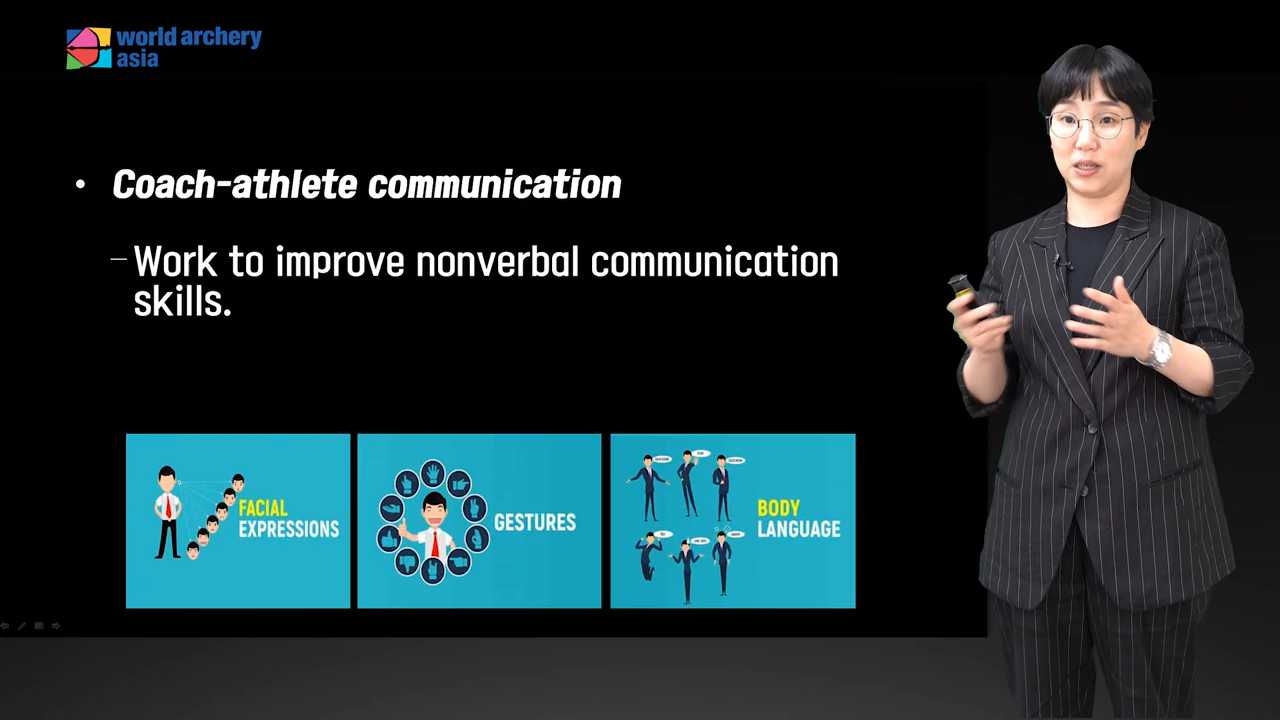 world archery
asia
• Coach-athlete communication
– Work to improve nonverbal communication
skills.
FACIAL
EXPRESSIONS
GESTURES
BODY
LANGUAGE